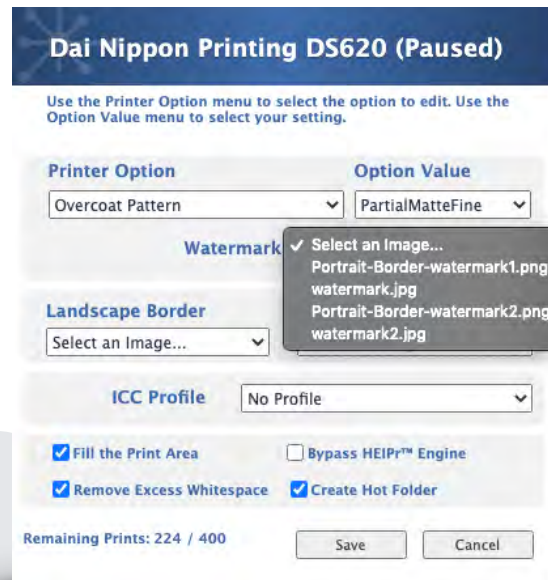 Dai Nippon Printing DS620 (Paused)
Use the Printer Option menu to select the option to edit. Use the
Option Value menu to select your setting.
Printer Option
Option Value
Overcoat Pattern
PartialMatteFine
Watermark
✓ Select an Image...
Portrait-Border-watermark1.png
watermark.jpg
Portrait-Border-watermark2.png
watermark2.jpg
Landscape Border
Select an Image...
ICC Profile
No Profile
Fill the Print Area
Bypass HEIPr™ Engine
Remove Excess Whitespace
Create Hot Folder
Remaining Prints: 224 / 400
Save
Cancel